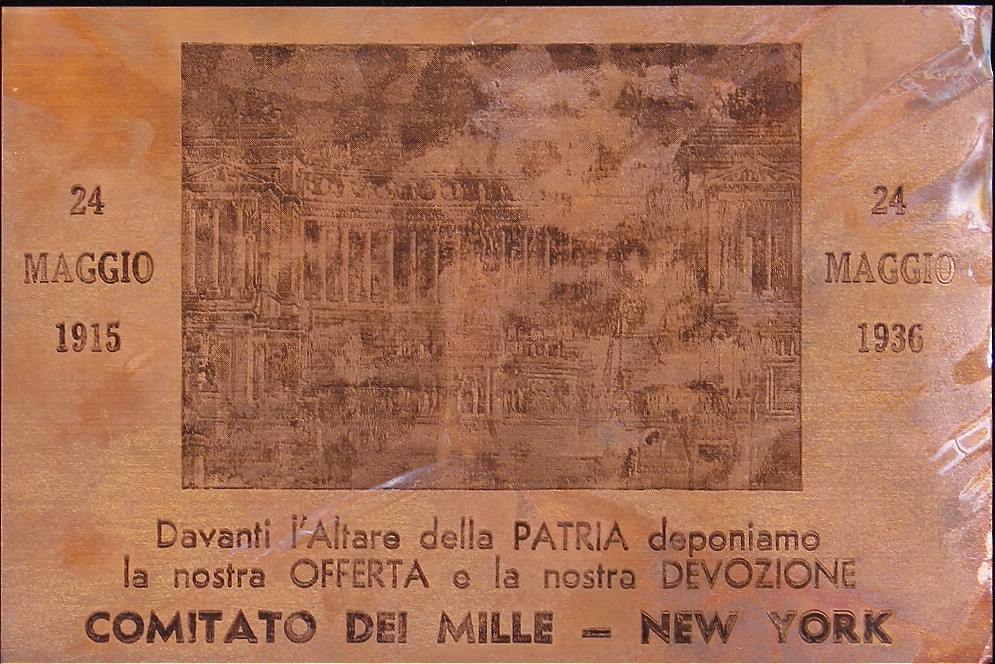 24
MAGGIO
1915
24
MAGGIO
1936
Davanti l'Altare della PATRIA deponiamo
la nostra OFFERTA e la nostra DEVOZIONE
COMITATO DEI MILLE – NEW YORK